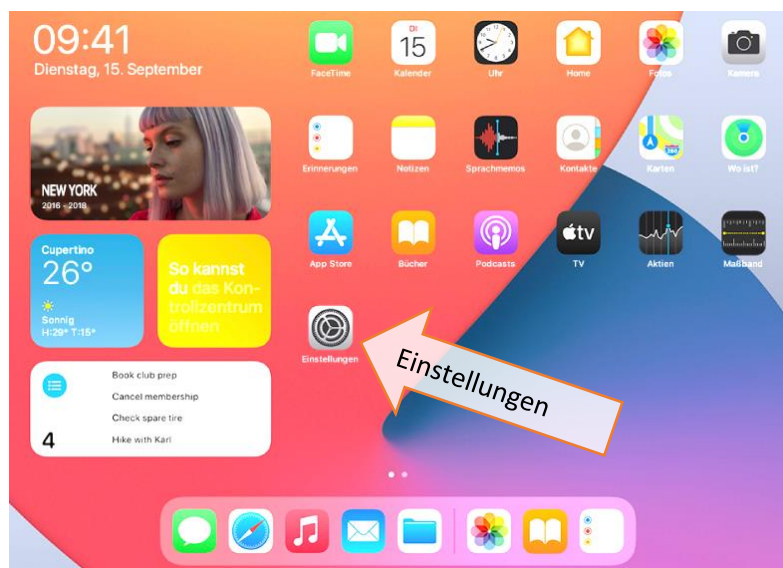 09:41
Dienstag, 15. September
DI
15
FaceTime
Kalender
Uhr
Home
Fotos
Kamera
Erinnerungen
Notizen
Sprachmemos
Kontakte
Karten
Wo ist?
NEW YORK
2016 - 2018
tv
App Store
Bücher
Podcasts
TV
Aktien
Maßband
Cupertino
26°
Sonnig
H:29° T:15°
So kannst
du das Kon-
trollzentrum
öffnen
Einstellungen
Einstellungen
Book club prep
Cancel membership
Check spare tire
Hike with Karl
4